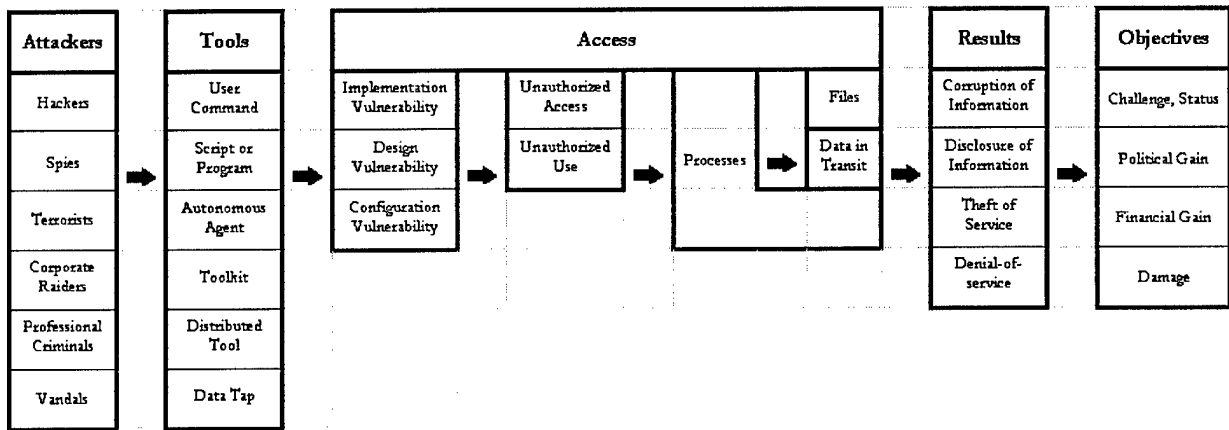 Attackers
Hackers
Spies
Terrorists
Corporate
Raiders
Professional
Criminals
Vandals
Tools
User
Command
Script or
Program
Autonomous
Agent
Toolkit
Distributed
Tool
Data Tap
Access
Implementation
Vulnerability
Design
Vulnerability
Configuration
Vulnerability
Unauthorized
Access
Unauthorized
Use
Processes
Files
Data in
Transit
Results
Corruption of
Information
Disclosure of
Information
Theft of
Service
Denial-of-
service
Objectives
Challenge, Status
Political Gain
Financial Gain
Damage